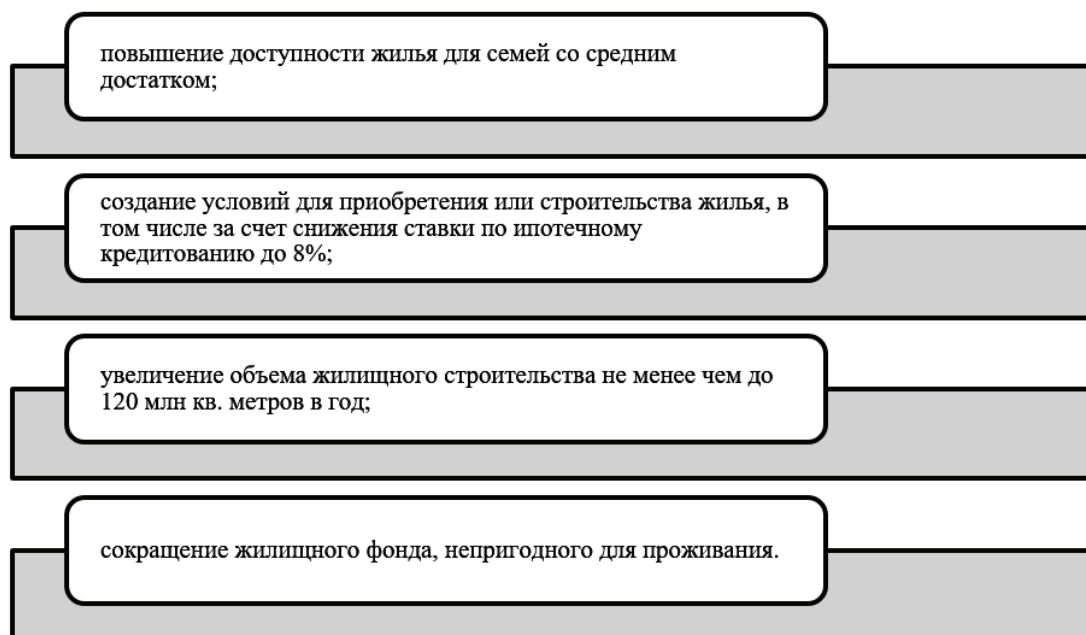 повышение доступности жилья для семей со средним
достатком;
создание условий для приобретения или строительства жилья, в
том числе за счет снижения ставки по ипотечному
кредитованию до 8%;
увеличение объема жилищного строительства не менее чем до
120 млн кв. метров в год;
сокращение жилищного фонда, непригодного для проживания.